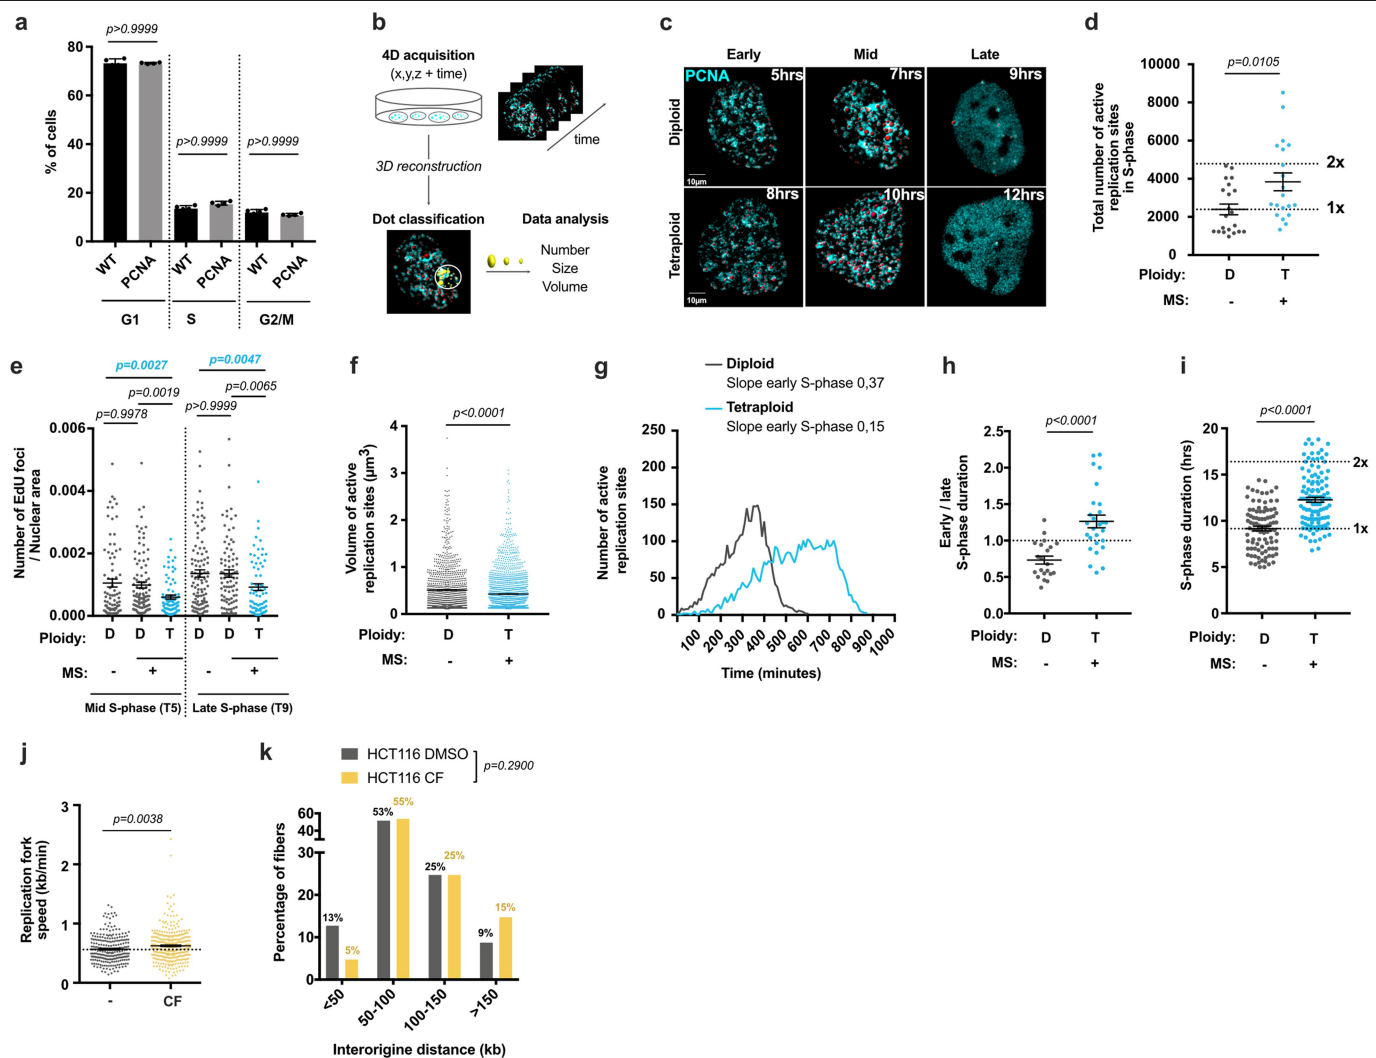 a
p>0.9999
80
60
40
20
0
% of cells
p>0.9999
p>0.9999
WT
PCNA
WT
PCNA
WT
PCNA
G1
S
G2/M
b
4D acquisition
(x,y,z + time)
time
3D reconstruction
Dot classification
Data analysis
Number
Size
Volume
c
Early
Mid
Late
PCNA
5hrs
7hrs
9hrs
Diploid
10µm
8hrs
10hrs
12hrs
Tetraploid
10µm
d
p=0.0105
10000
8000
6000
4000
2000
0
Total number of active
replication sites
in S-phase
2x
1x
Ploidy:
D
T
MS:
-
+
e
p=0.0027
p=0.0047
p=0.0019
p=0.0065
p=0.9978
p>0.9999
0.006
0.004
0.002
0.000
Number of EdU foci
/ Nuclear area
Ploidy:
D
D
T
D
D
T
MS:
-
+
-
+
Mid S-phase (T5)
Late S-phase (T9)
f
p<0.0001
4
3
2
1
0
Volume of active
replication sites (µm3)
Ploidy:
D
T
MS:
-
+
g
Diploid
Slope early S-phase 0,37
Tetraploid
Slope early S-phase 0,15
250
200
150
100
50
0
Number of active
replication sites
100
200
300
400
500
600
700
800
900
1000
Time (minutes)
h
p<0.0001
2.5
2.0
1.5
1.0
0.5
0.0
Early / late
S-phase duration
Ploidy:
D
T
MS:
-
+
i
p<0.0001
20
15
10
5
0
S-phase duration (hrs)
2x
1x
Ploidy:
D
T
MS:
-
+
j
p=0.0038
3
2
1
0
Replication fork
speed (kb/min)
-
CF
k
HCT116 DMSO
HCT116 CF
p=0.2900
60
40
30
20
10
0
Percentage of fibers
13%
5%
53%
55%
25%
25%
9%
15%
<50
50-100
100-150
>150
Interorigine distance (kb)